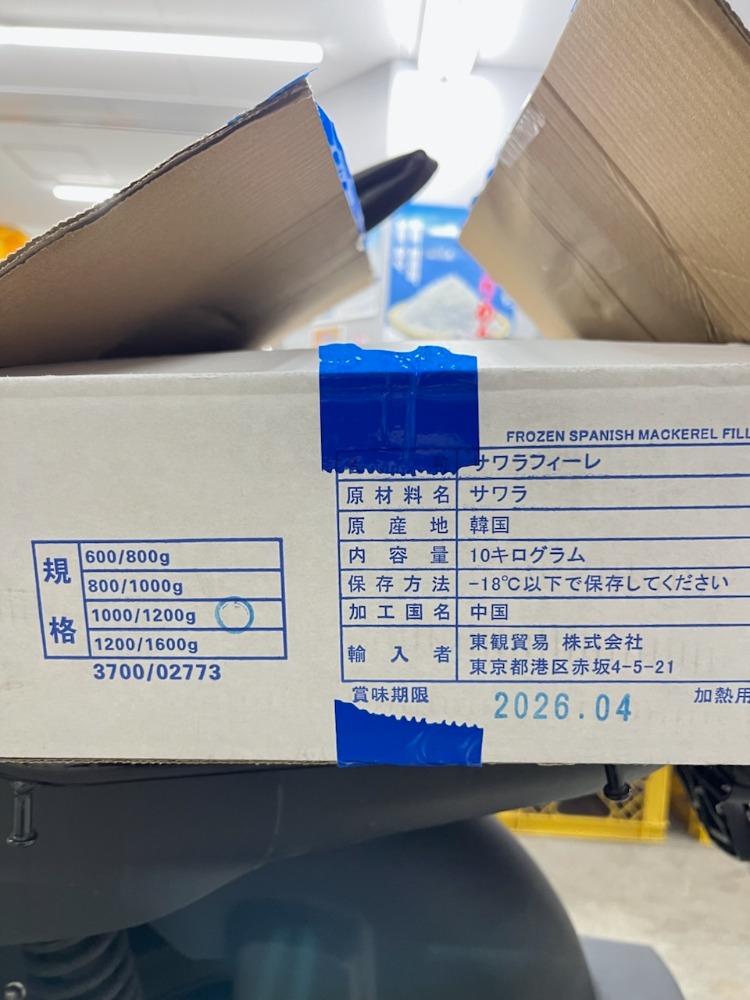 FROZEN SPANISH MACKEREL FILL
サワラフィーレ
原材料名 サワラ
原産地 韓国
内容量 10キログラム
保存方法 -18℃以下で保存してください
加工国名 中国
輸入者 東観貿易 株式会社
東京都港区赤坂4-5-21
賞味期限 2026.04 加熱用
規格
600/800g
800/1000g
1000/1200g
1200/1600g
3700/02773